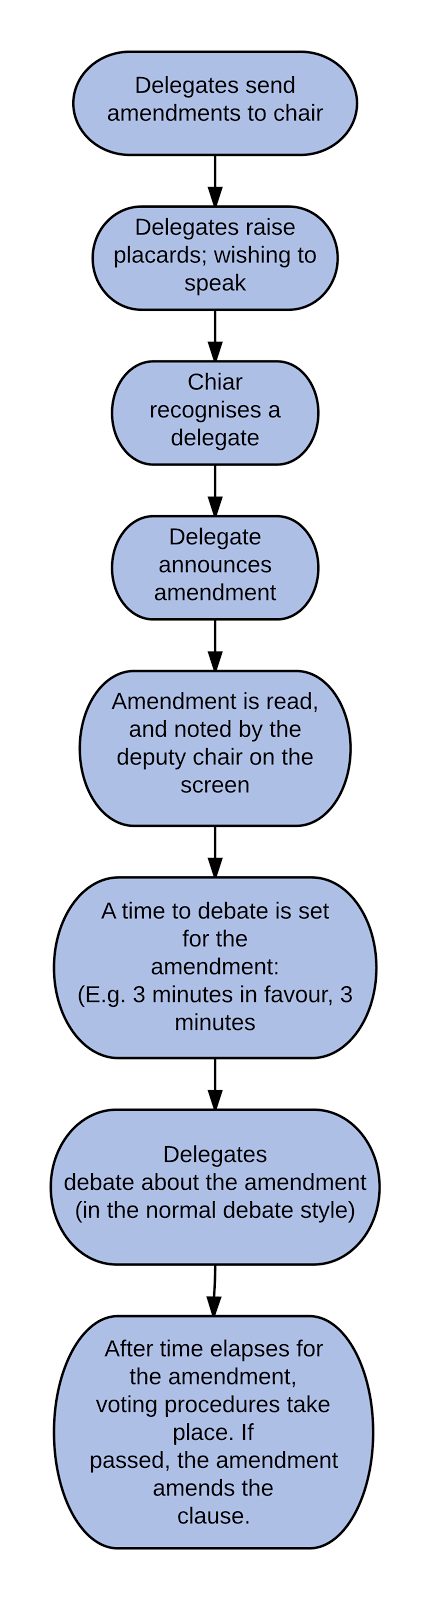 Delegates send
amendments to chair
Delegates raise
placards; wishing to
speak
Chiar
recognises a
delegate
Delegate
announces
amendment
Amendment is read,
and noted by the
deputy chair on the
screen
A time to debate is set
for the
amendment:
(E.g. 3 minutes in favour, 3
minutes
Delegates
debate about the amendment
(in the normal debate style)
After time elapses for
the amendment,
voting procedures take
place. If
passed, the amendment
amends the
clause.